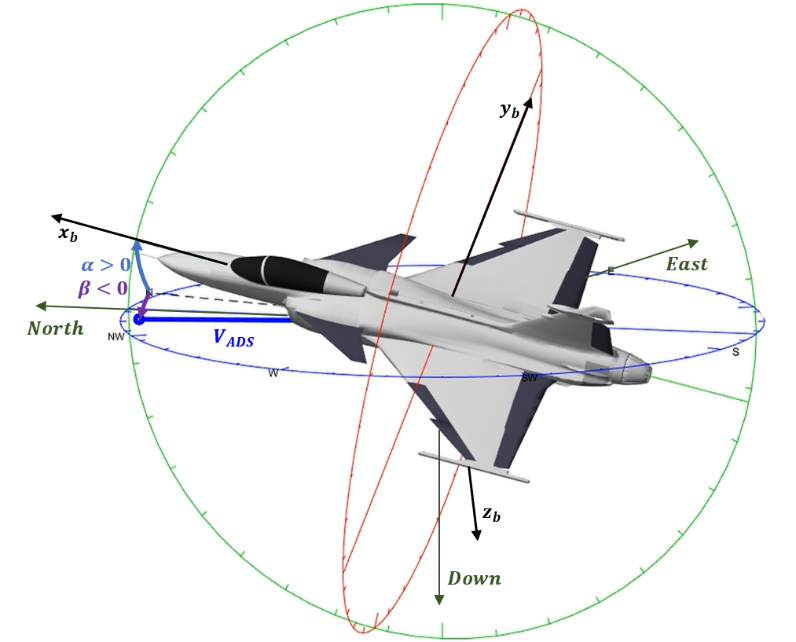 y_b
x_b
α > 0
β < 0
N
North
V_ADS
NW
W
E
East
S
SW
z_b
Down